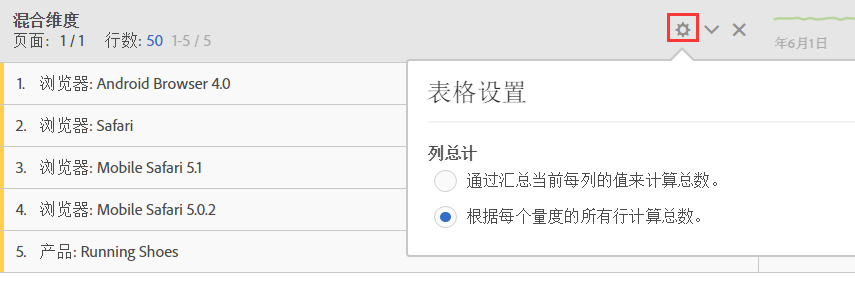 混合维度
页面: 1 / 1 行数: 50 1-5 / 5
年6月1日
1. 浏览器: Android Browser 4.0
2. 浏览器: Safari
3. 浏览器: Mobile Safari 5.1
4. 浏览器: Mobile Safari 5.0.2
5. 产品: Running Shoes
表格设置
列总计
通过汇总当前每列的值来计算总数。
根据每个量度的所有行计算总数。